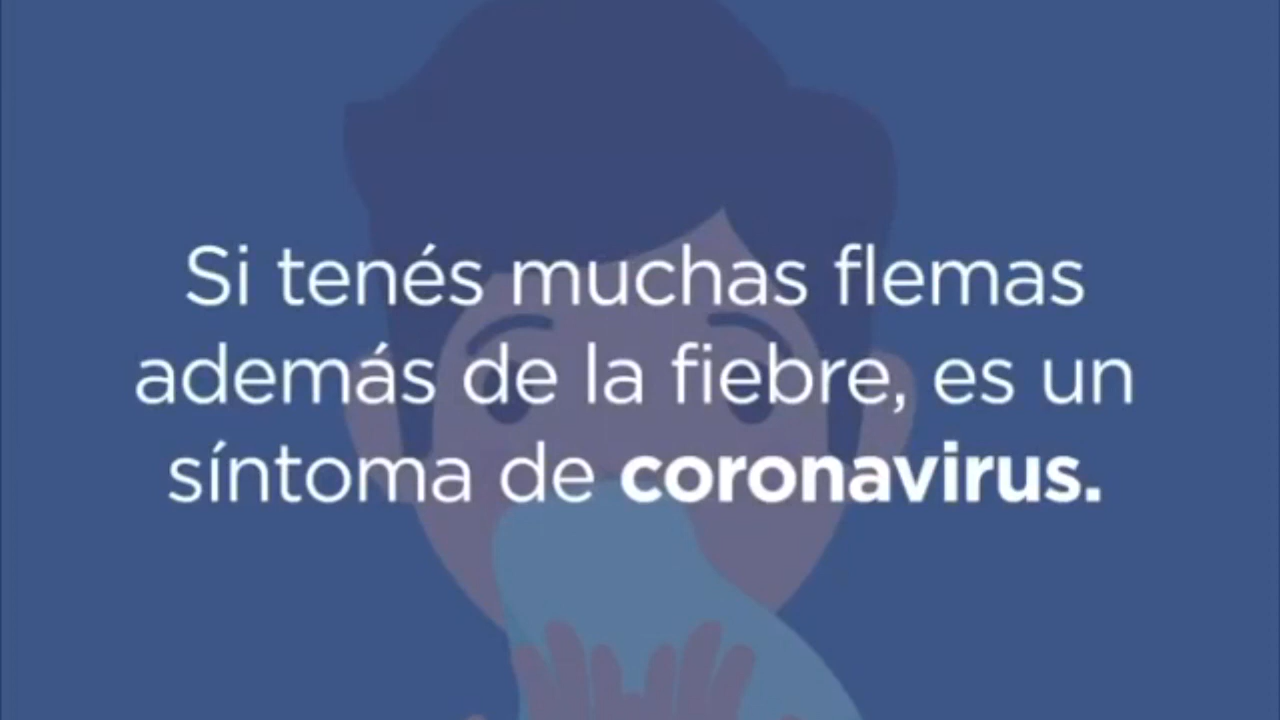 Si tenés muchas flemas
además de la fiebre, es un
síntoma de coronavirus.